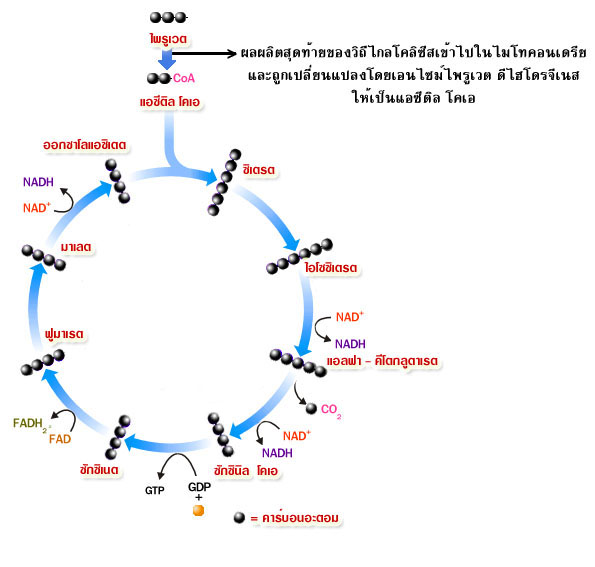 ไพรูเวต
ผลผลิตสุดท้ายของวิถีไกลโคลิซีสเข้าไปในไมโทคอนเดรีย
และถูกเปลี่ยนแปลงโดยเอนไซม์ไพรูเวต ดีไฮโดรจีเนส
ให้เป็นแอซีติล โคเอ
CoA
แอซีติล โคเอ
ออกซาโลแอซิเตต
ซิเตรต
NADH
NAD+
มาเลต
ไอโซซิเตรต
NAD+
NADH
ฟูมาเรต
แอลฟา - คีโตกลูตาเรต
CO2
FADH2
FAD
NAD+
NADH
ซักซิเนต
ซักซินิล โคเอ
GTP
GDP
+
= คาร์บอนอะตอม